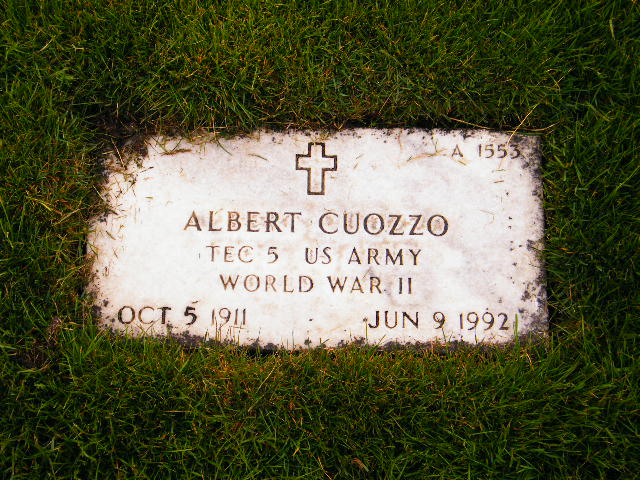 A 1553
ALBERT CUOZZO
TEC 5 US ARMY
WORLD WAR II
OCT 5 1911 JUN 9 1992